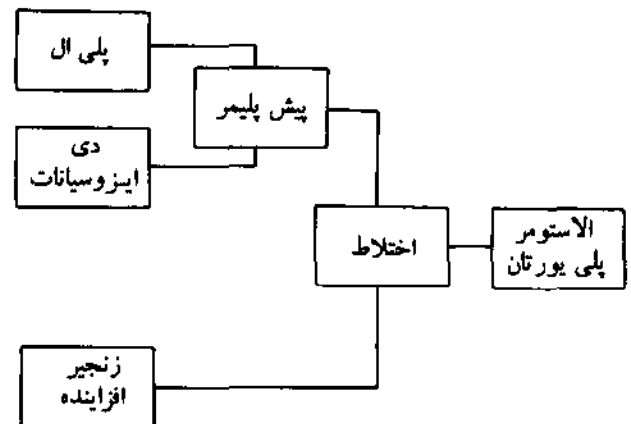 پلی ال
پیش پلیمر
دی
ایزوسیانات
اختلاط
الاستومر
پلی یورتان
زنجیر
افزاینده